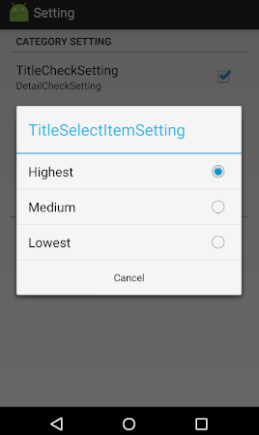 Setting
CATEGORY SETTING
TitleCheckSetting
DetailCheckSetting
TitleSelectItemSetting
Highest
Medium
Lowest
Cancel